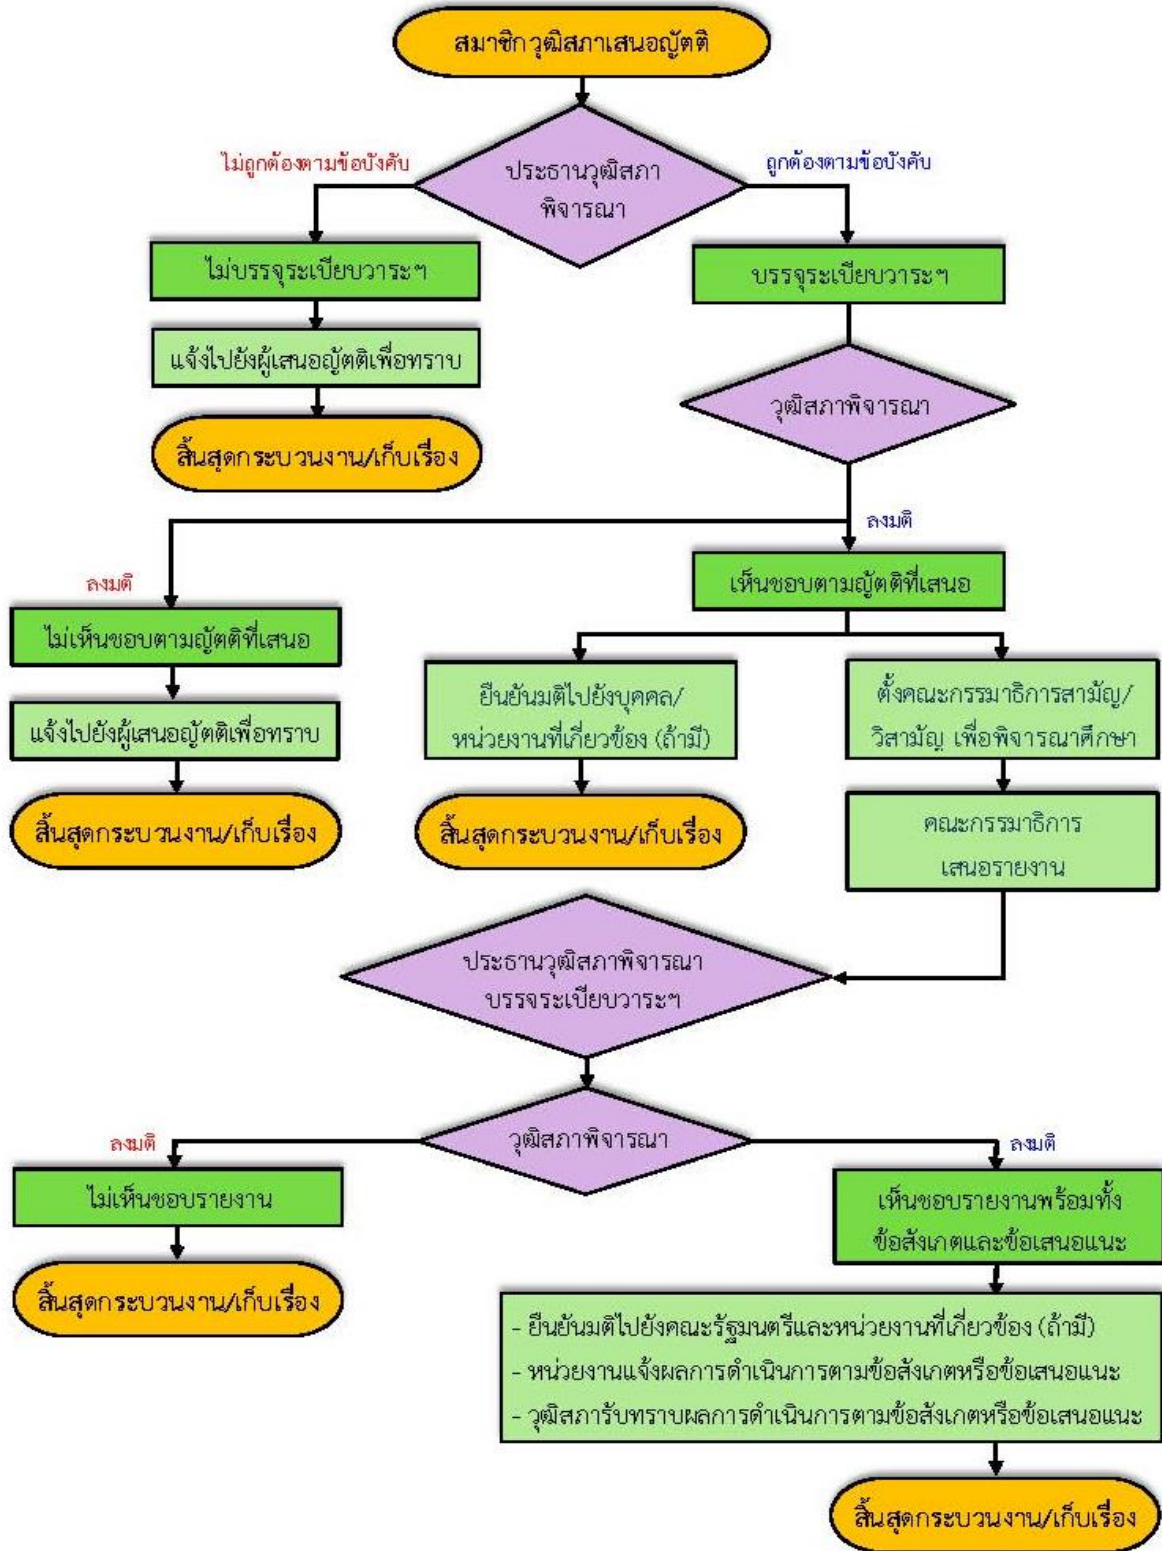 สมาชิกวุฒิสภาเสนอญัตติ
ไม่ถูกต้องตามข้อบังคับ
ประธานวุฒิสภา
พิจารณา
ถูกต้องตามข้อบังคับ
ไม่บรรจุระเบียบวาระฯ
บรรจุระเบียบวาระฯ
แจ้งไปยังผู้เสนอญัตติเพื่อทราบ
วุฒิสภาพิจารณา
สิ้นสุดกระบวนงาน/เก็บเรื่อง
ลงมติ
ลงมติ
เห็นชอบตามญัตติที่เสนอ
ไม่เห็นชอบตามญัตติที่เสนอ
ยืนยันมติไปยังบุคคล/
หน่วยงานที่เกี่ยวข้อง (ถ้ามี)
ตั้งคณะกรรมาธิการสามัญ/
วิสามัญ เพื่อพิจารณาศึกษา
แจ้งไปยังผู้เสนอญัตติเพื่อทราบ
สิ้นสุดกระบวนงาน/เก็บเรื่อง
สิ้นสุดกระบวนงาน/เก็บเรื่อง
คณะกรรมาธิการ
เสนอรายงาน
ประธานวุฒิสภาพิจารณา
บรรจระเบียบวาระฯ
วุฒิสภาพิจารณา
ลงมติ
ลงมติ
ไม่เห็นชอบรายงาน
เห็นชอบรายงานพร้อมทั้ง
ข้อสังเกตและข้อเสนอแนะ
สิ้นสุดกระบวนงาน/เก็บเรื่อง
- ยืนยันมติไปยังคณะรัฐมนตรีและหน่วยงานที่เกี่ยวข้อง (ถ้ามี)
- หน่วยงานแจ้งผลการดำเนินการตามข้อสังเกตหรือข้อเสนอแนะ
- วุฒิสภารับทราบผลการดำเนินการตามข้อสังเกตหรือข้อเสนอแนะ
สิ้นสุดกระบวนงาน/เก็บเรื่อง